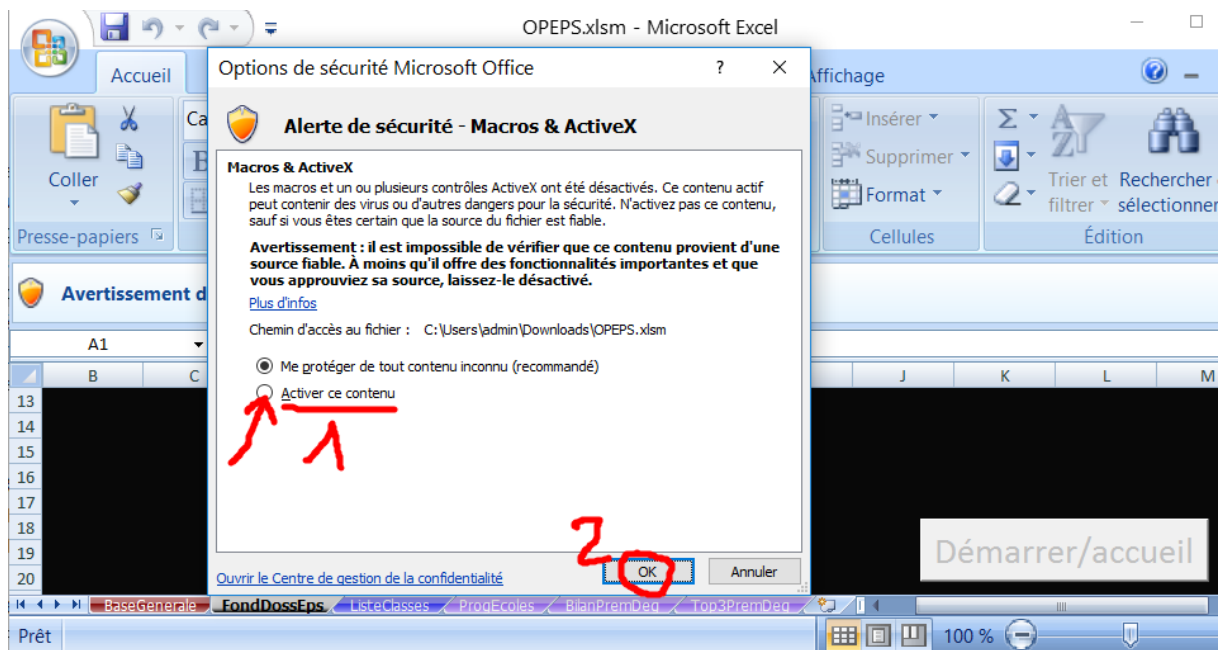 OPEPS.xlsm - Microsoft Excel
Accueil
Affichage
Coller
Presse-papiers
Ca
B
Insérer
Supprimer
Format
Cellules
Σ
A
Z
Trier et
filtrer
Rechercher
sélectionner
Édition
Options de sécurité Microsoft Office
?
Alerte de sécurité - Macros & ActiveX
Macros & ActiveX
Les macros et un ou plusieurs contrôles ActiveX ont été désactivés. Ce contenu actif
peut contenir des virus ou d'autres dangers pour la sécurité. N'activez pas ce contenu,
sauf si vous êtes certain que la source du fichier est fiable.
Avertissement : il est impossible de vérifier que ce contenu provient d'une
source fiable. À moins qu'il offre des fonctionnalités importantes et que
vous approuviez sa source, laissez-le désactivé.
Plus d'infos
Chemin d'accès au fichier : C:\Users\admin\Downloads\OPEPS.xlsm
Me protéger de tout contenu inconnu (recommandé)
Activer ce contenu
1
2
Ouvrir le Centre de gestion de la confidentialité
OK
Annuler
Avertissement d
A1
B C J K L M
13
14
15
16
17
18
19
20
Démarrer/accueil
BaseGenerale FondDossEps ListeClasses ProgEcoles BilanPremDeg Top3PremDeg
Prêt
100 %